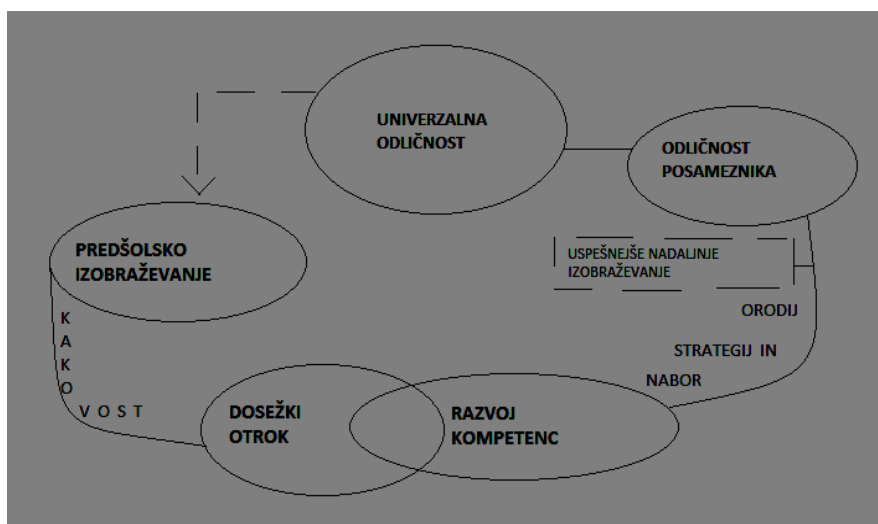 UNIVERZALNA
ODLIČNOST
ODLIČNOST
POSAMEZNIKA
PREDŠOLSKO
IZOBRAŽEVANJE
USPEŠNEJŠE NADALJNJE
IZOBRAŽEVANJE
K
A
K
O
V O S T
ORODIJ
STRATEGIJ IN
NABOR
DOSEŽKI
OTROK
RAZVOJ
KOMPETENC